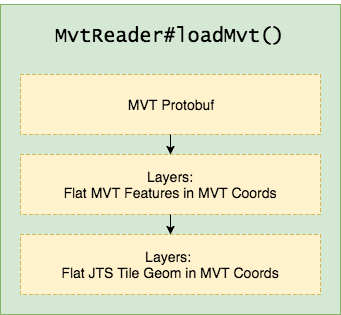 MvtReader#loadMvt()
MVT Protobuf
Layers:
Flat MVT Features in MVT Coords
Layers:
Flat JTS Tile Geom in MVT Coords